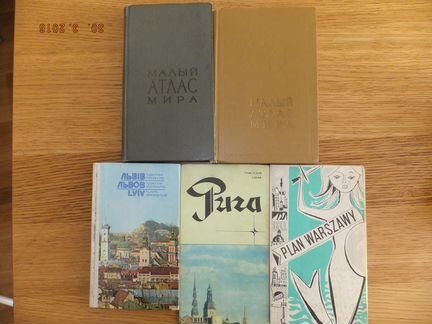 30 3 2018
МАЛЫЙ
АТЛАС
МИРА
МАЛЫЙ
АТЛАС
МИРА
ЛЬВІВ
ЛЬВОВ
LVIV
Рига
PLAN WARSZAWY